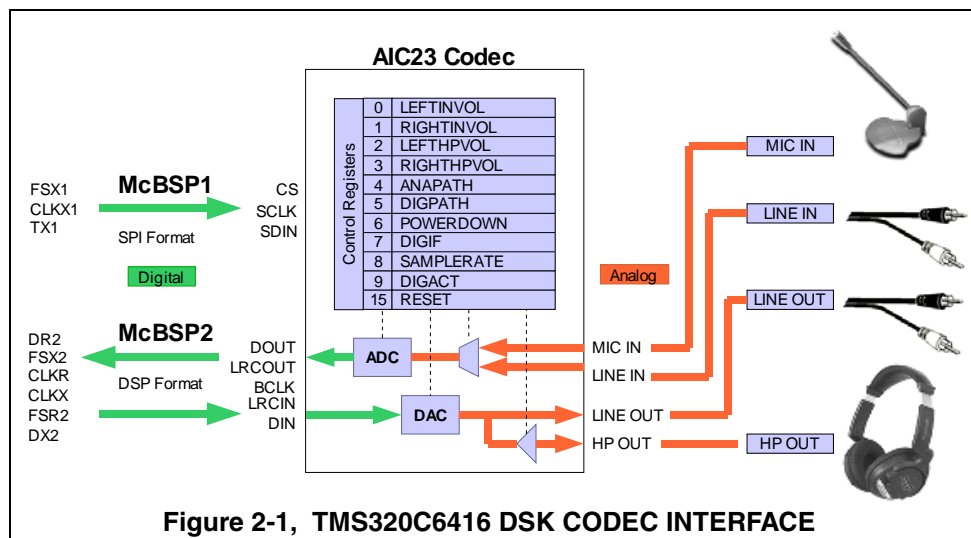 AIC23 Codec
Control Registers
0 LEFTINVOL
1 RIGHTINVOL
2 LEFTHPVOL
3 RIGHTHPVOL
4 ANAPATH
5 DIGPATH
6 POWERDOWN
7 DIGIF
8 SAMPLERATE
9 DIGACT
15 RESET
FSX1
CLKX1
TX1
McBSP1
SPI Format
CS
SCLK
SDIN
Digital
Analog
MIC IN
LINE IN
LINE OUT
HP OUT
DR2
FSX2
CLKR
CLKX
FSR2
DX2
McBSP2
DSP Format
DOUT
LRCOUT
BCLK
LRCIN
DIN
ADC
DAC
MIC IN
LINE IN
LINE OUT
HP OUT
Figure 2-1, TMS320C6416 DSK CODEC INTERFACE